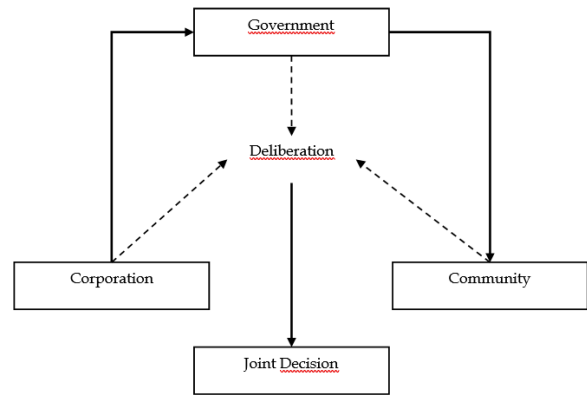 Government
Deliberation
Corporation
Community
Joint Decision